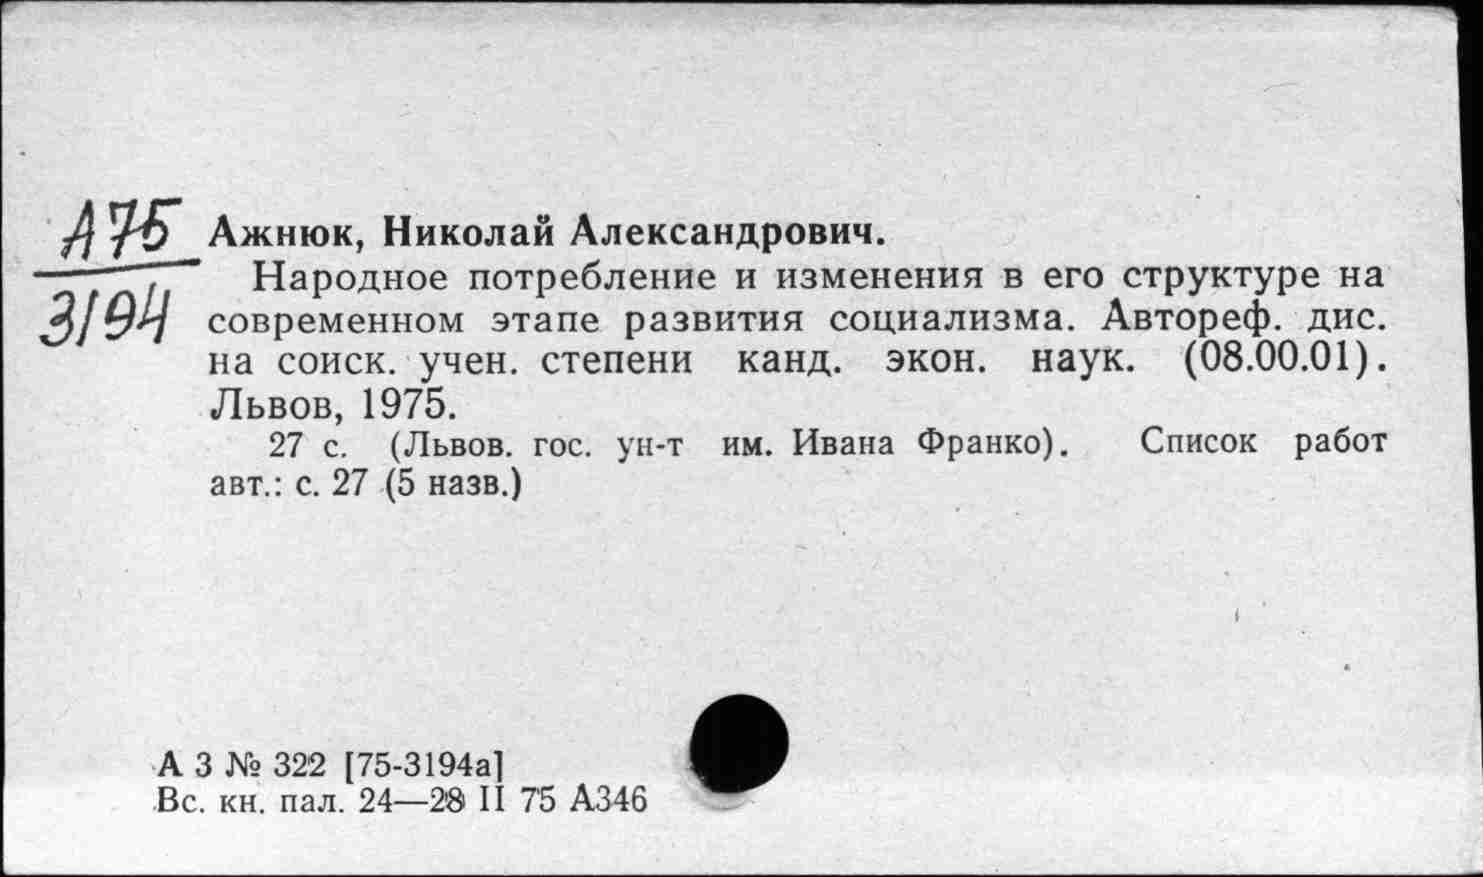 А75 Ажнюк, Николай Александрович.
Народное потребление и изменения в его структуре на
3194 современном этапе развития социализма. Автореф. дис.
на соиск. учен. степени канд. экон. наук. (08.00.01).
Львов, 1975.
27 с. (Львов. гос. ун-т им. Ивана Франко). Список работ
авт.: с. 27 (5 назв.)
А 3 № 322 [75-3194а]
Вс. кн. пал. 24—28 II 75 А346